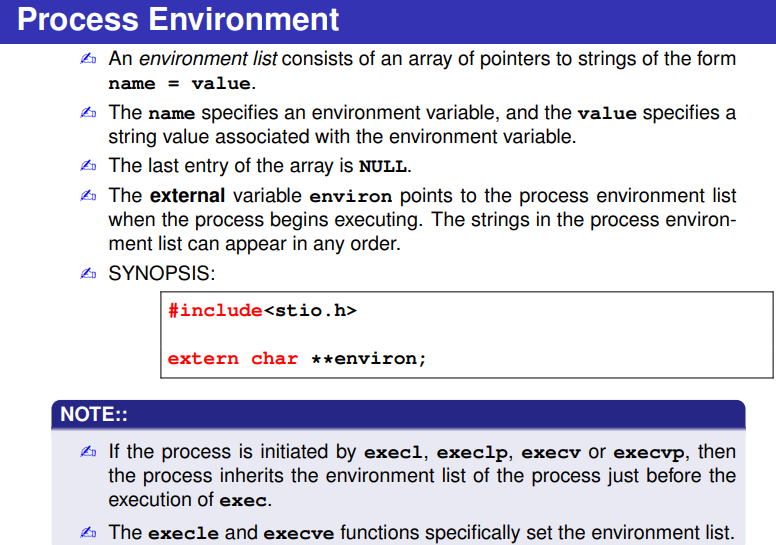 Process Environment
An environment list consists of an array of pointers to strings of the form
name = value.
The name specifies an environment variable, and the value specifies a
string value associated with the environment variable.
The last entry of the array is NULL.
The external variable environ points to the process environment list
when the process begins executing. The strings in the process environ-
ment list can appear in any order.
SYNOPSIS:
#include<stio.h>
extern char **environ;
NOTE::
If the process is initiated by execl, execlp, execv or execvp, then
the process inherits the environment list of the process just before the
execution of exec.
The execle and execve functions specifically set the environment list.